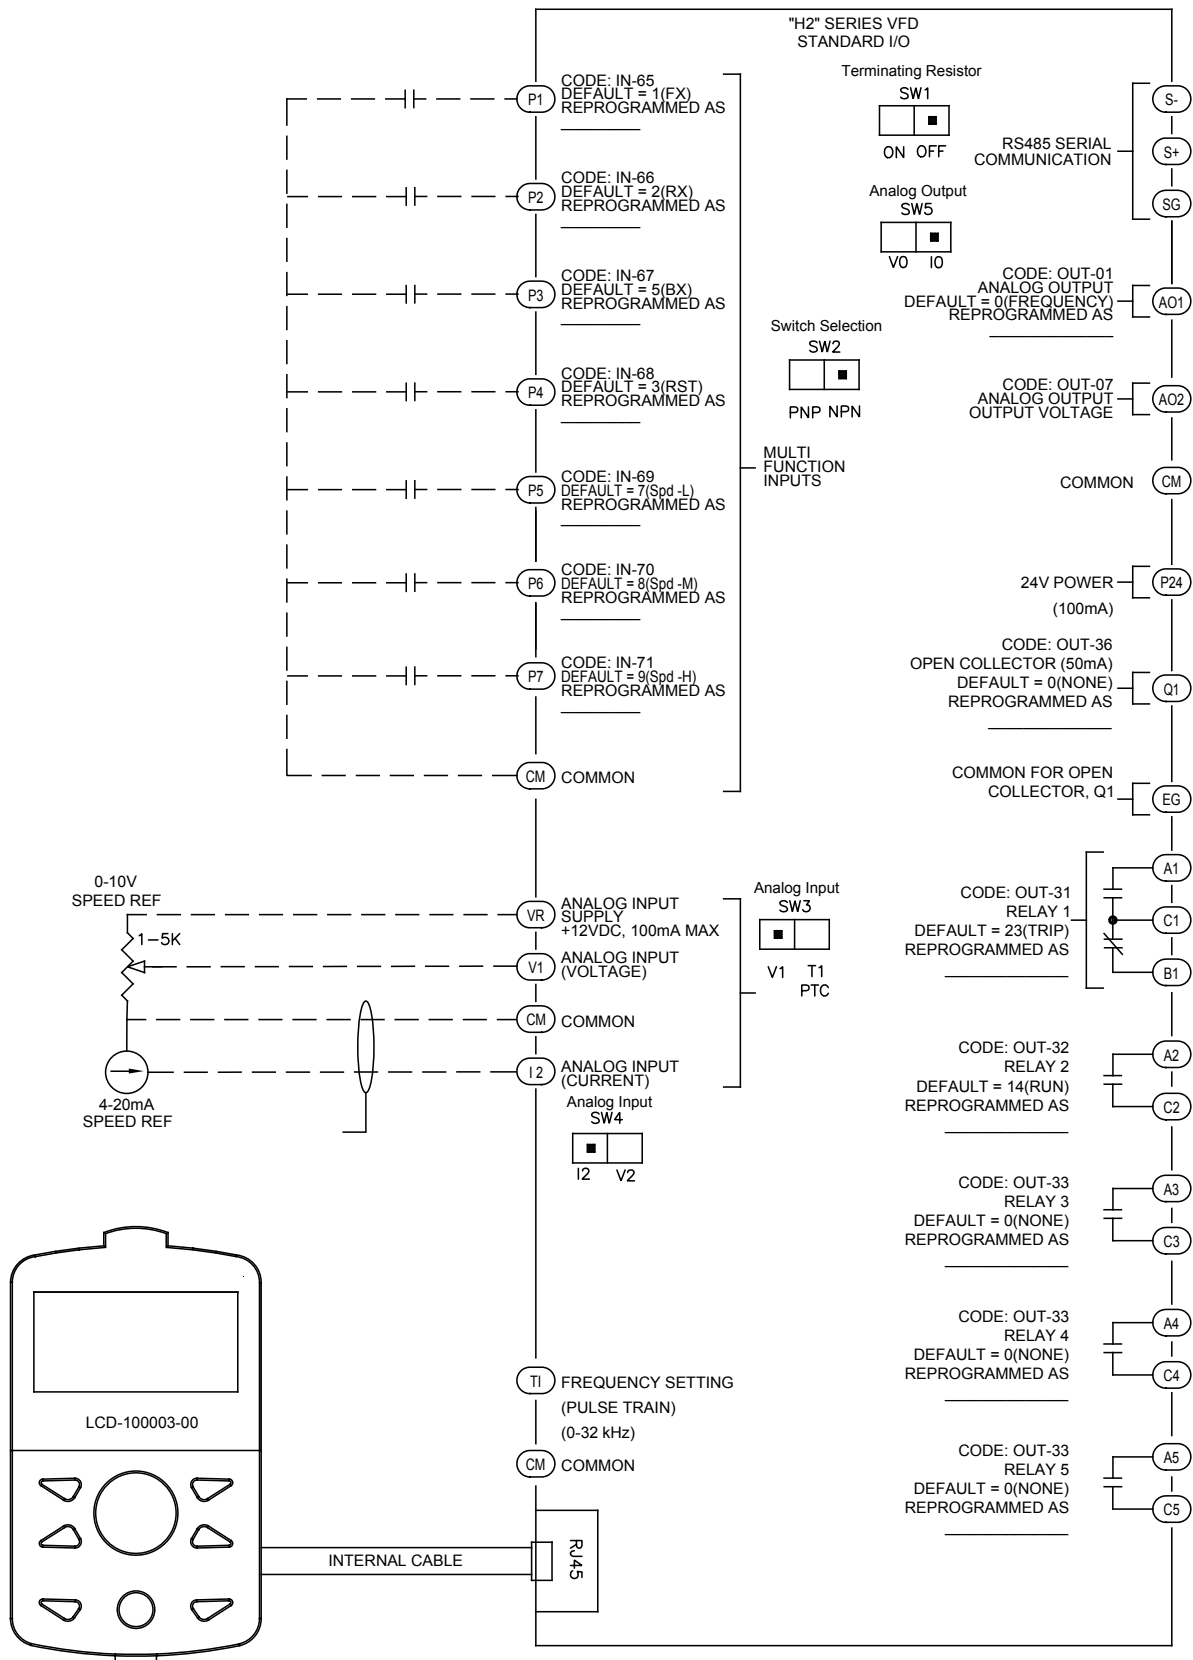 "H2" SERIES VFD
STANDARD I/O
P1
CODE: IN-65
DEFAULT = 1(FX)
REPROGRAMMED AS
P2
CODE: IN-66
DEFAULT = 2(RX)
REPROGRAMMED AS
P3
CODE: IN-67
DEFAULT = 5(BX)
REPROGRAMMED AS
P4
CODE: IN-68
DEFAULT = 3(RST)
REPROGRAMMED AS
P5
CODE: IN-69
DEFAULT = 7(Spd -L)
REPROGRAMMED AS
P6
CODE: IN-70
DEFAULT = 8(Spd -M)
REPROGRAMMED AS
P7
CODE: IN-71
DEFAULT = 9(Spd -H)
REPROGRAMMED AS
CM COMMON
MULTI
FUNCTION
INPUTS
Terminating Resistor
SW1
ON OFF
Analog Output
SW5
VO IO
Switch Selection
SW2
PNP NPN
RS485 SERIAL
COMMUNICATION
S-
S+
SG
CODE: OUT-01
ANALOG OUTPUT
DEFAULT = 0(FREQUENCY)
REPROGRAMMED AS
AO1
CODE: OUT-07
ANALOG OUTPUT
OUTPUT VOLTAGE
AO2
COMMON CM
24V POWER
(100mA)
P24
CODE: OUT-36
OPEN COLLECTOR (50mA)
DEFAULT = 0(NONE)
REPROGRAMMED AS
Q1
COMMON FOR OPEN
COLLECTOR, Q1
EG
0-10V
SPEED REF
1-5K
VR
ANALOG INPUT
SUPPLY
+12VDC, 100mA MAX
V1
ANALOG INPUT
(VOLTAGE)
CM COMMON
I 2
ANALOG INPUT
(CURRENT)
4-20mA
SPEED REF
Analog Input
SW4
I2 V2
Analog Input
SW3
V1 T1
PTC
CODE: OUT-31
RELAY 1
DEFAULT = 23(TRIP)
REPROGRAMMED AS
A1
C1
B1
CODE: OUT-32
RELAY 2
DEFAULT = 14(RUN)
REPROGRAMMED AS
A2
C2
CODE: OUT-33
RELAY 3
DEFAULT = 0(NONE)
REPROGRAMMED AS
A3
C3
CODE: OUT-33
RELAY 4
DEFAULT = 0(NONE)
REPROGRAMMED AS
A4
C4
CODE: OUT-33
RELAY 5
DEFAULT = 0(NONE)
REPROGRAMMED AS
A5
C5
TI FREQUENCY SETTING
(PULSE TRAIN)
(0-32 kHz)
CM COMMON
LCD-100003-00
INTERNAL CABLE
RJ45